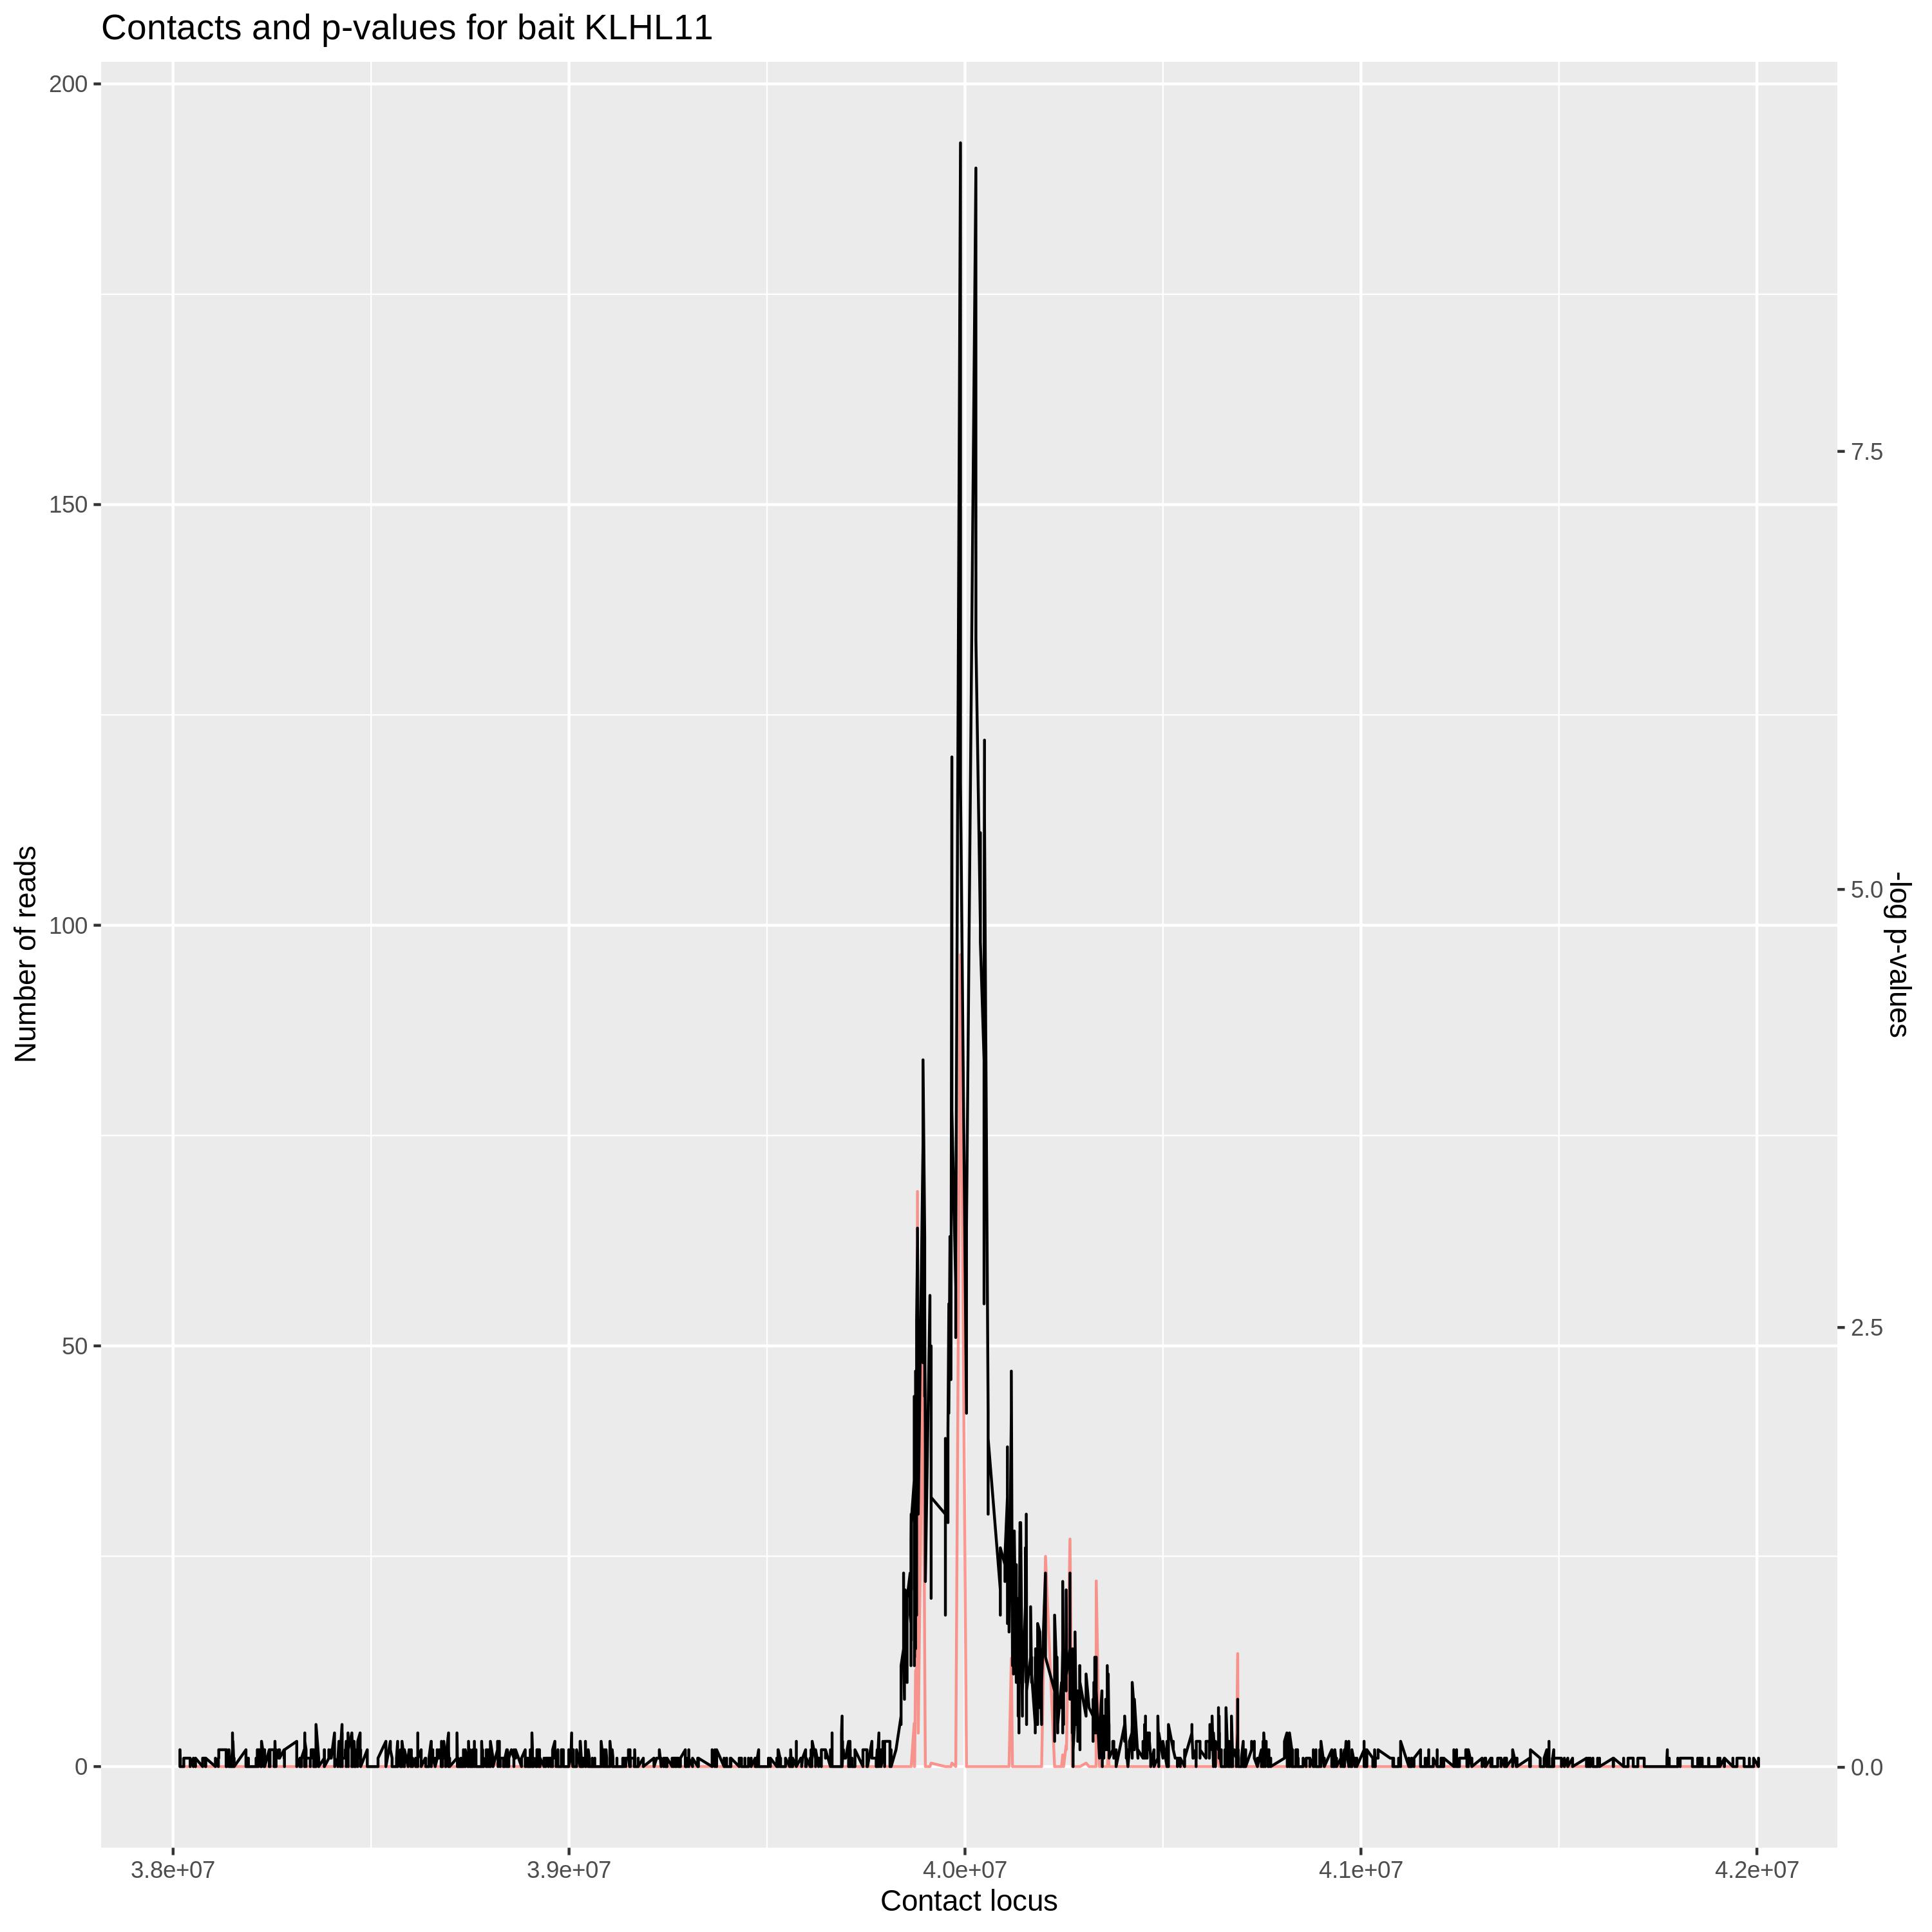 Contacts and p-values for bait KLHL11
200
150
100
50
0
Number of reads
7.5
5.0
2.5
0.0
-log p-values
3.8e+07 3.9e+07 4.0e+07 4.1e+07 4.2e+07
Contact locus